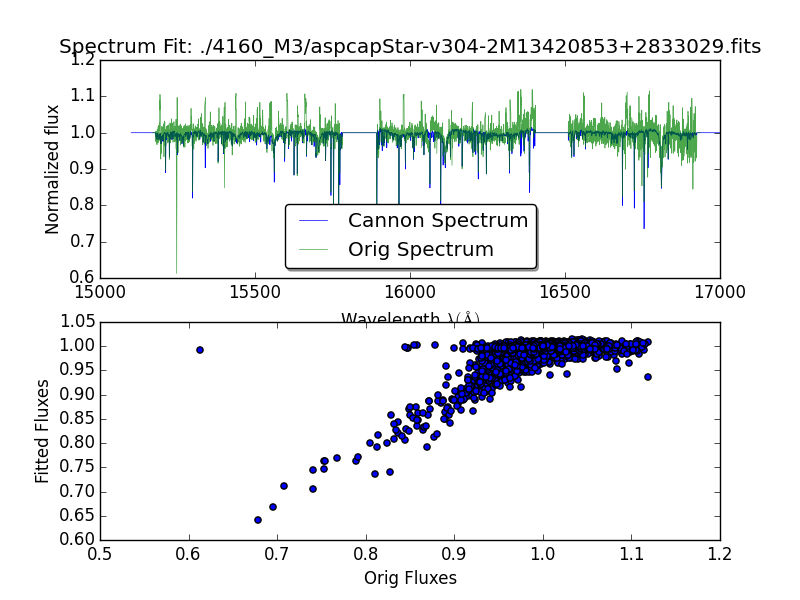 Spectrum Fit: ./4160_M3/aspcapStar-v304-2M13420853+2833029.fits
1.2
1.1
1.0
0.9
0.8
0.7
0.6
Normalized flux
Cannon Spectrum
Orig Spectrum
15000 15500 16000 16500 17000
Wavelength λ(Å)
1.05
1.00
0.95
0.90
0.85
0.80
0.75
0.70
0.65
0.60
Fitted Fluxes
0.5 0.6 0.7 0.8 0.9 1.0 1.1 1.2
Orig Fluxes